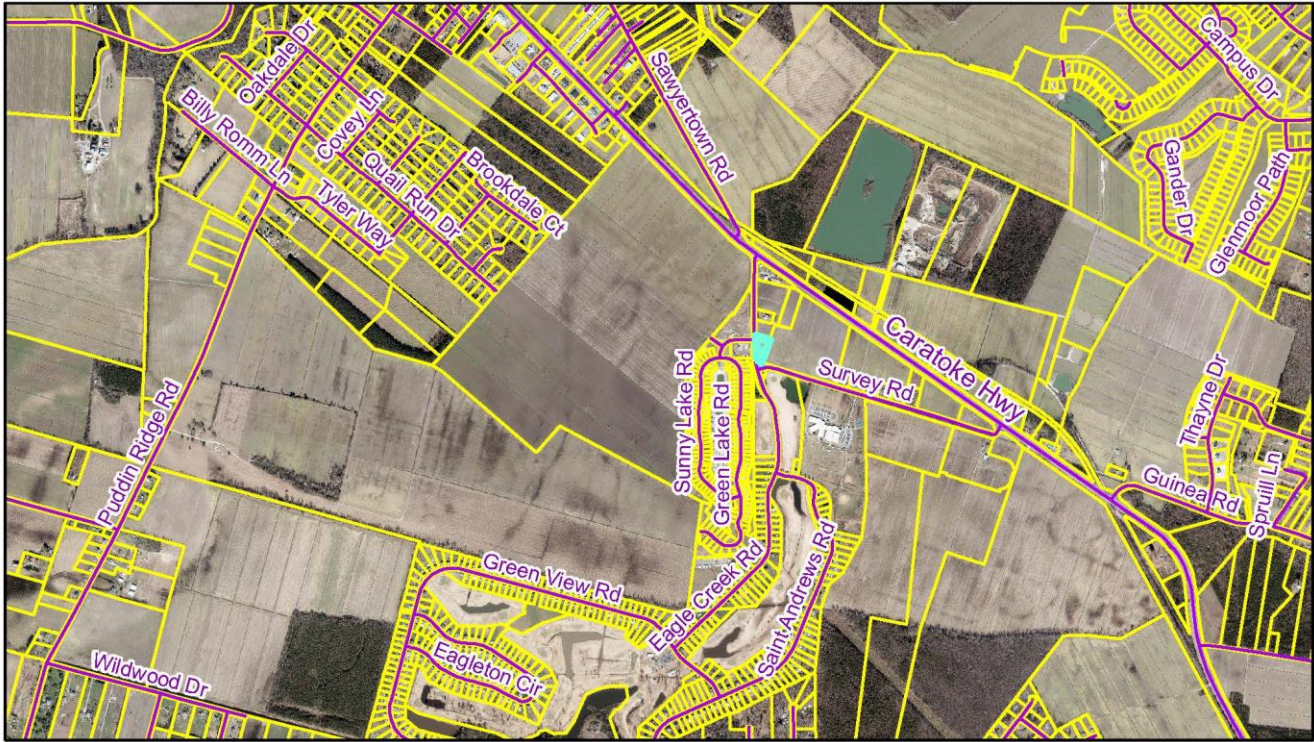 Oakdale Dr
Sawyertown Rd
Campus Dr
Billy Romm Ln
Covey Ln
Quail Run Dr
Brookdale Ct
Tyler Way
Gander Dr
Glenmoor Path
Caratoke Hwy
Survey Rd
Sunny Lake Rd
Green Lake Rd
Thayne Dr
Puddin Ridge Rd
Guinea Rd
Spruill Ln
Green View Rd
Eagle Creek Rd
Saint Andrews Rd
Eagleton Cir
Wildwood Dr